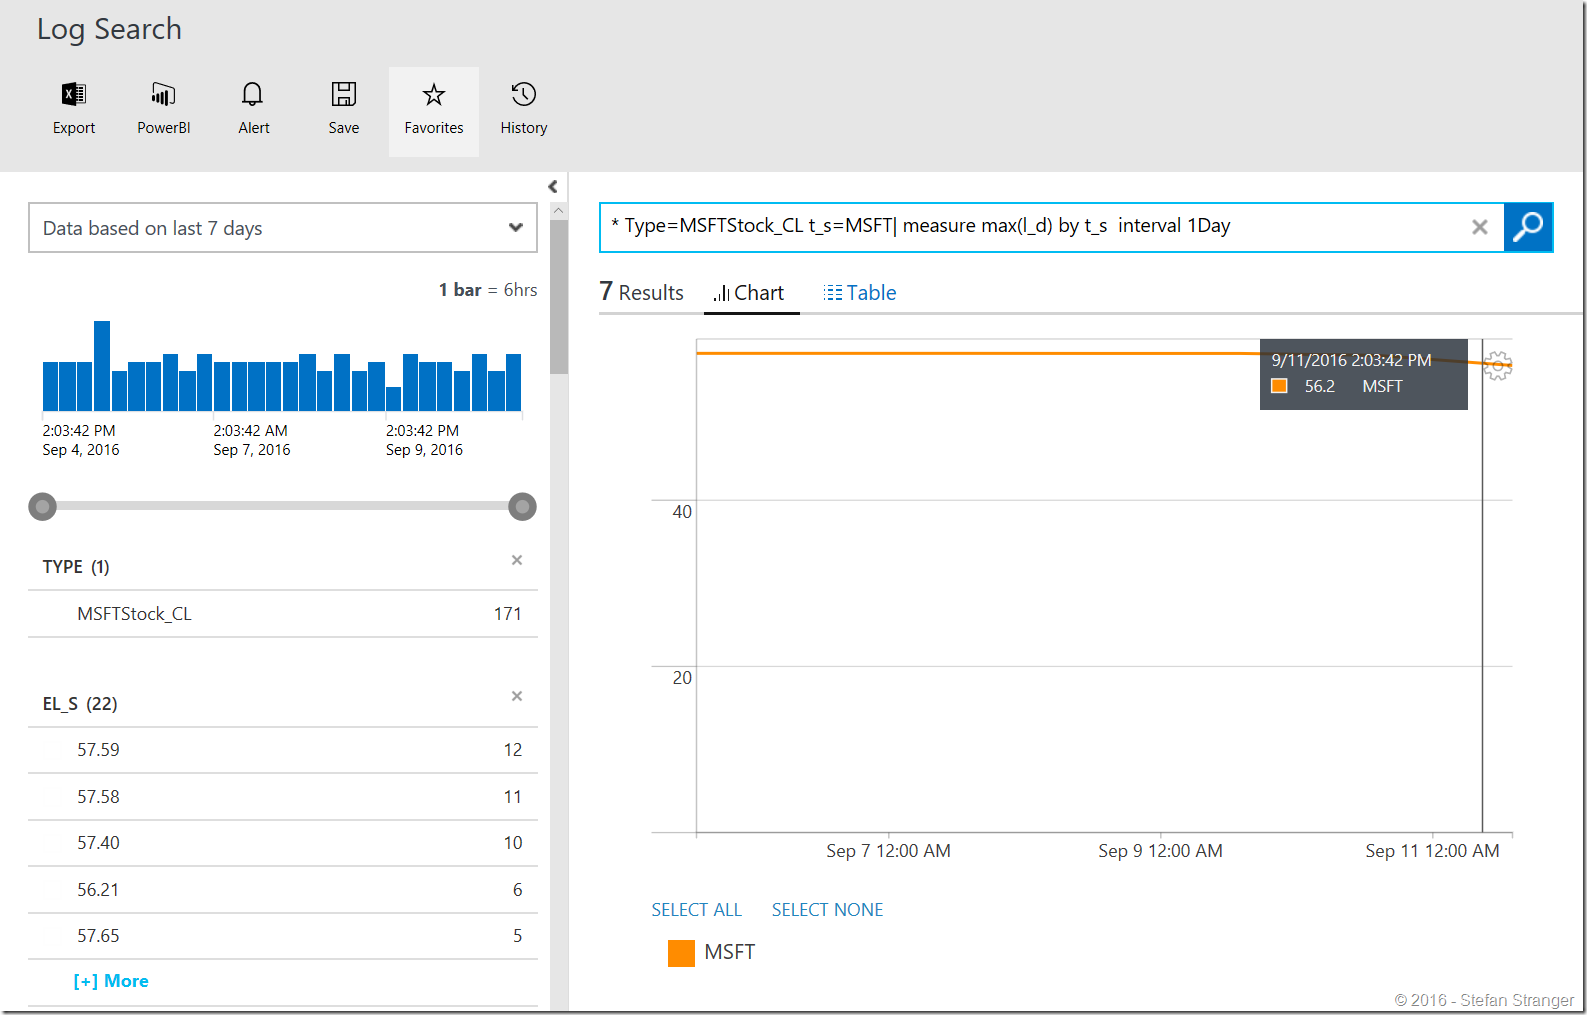 Log Search
Export
PowerBI
Alert
Save
Favorites
History
Data based on last 7 days
1 bar = 6hrs
2:03:42 PM
Sep 4, 2016
2:03:42 AM
Sep 7, 2016
2:03:42 PM
Sep 9, 2016
TYPE (1)
MSFTStock_CL 171
EL_S (22)
57.59 12
57.58 11
57.40 10
56.21 6
57.65 5
[+] More
* Type=MSFTStock_CL t_s=MSFT| measure max(l_d) by t_s interval 1Day
7 Results
Chart
Table
9/11/2016 2:03:42 PM
56.2 MSFT
40
20
Sep 7 12:00 AM
Sep 9 12:00 AM
Sep 11 12:00 AM
SELECT ALL
SELECT NONE
MSFT
© 2016 - Stefan Stranger